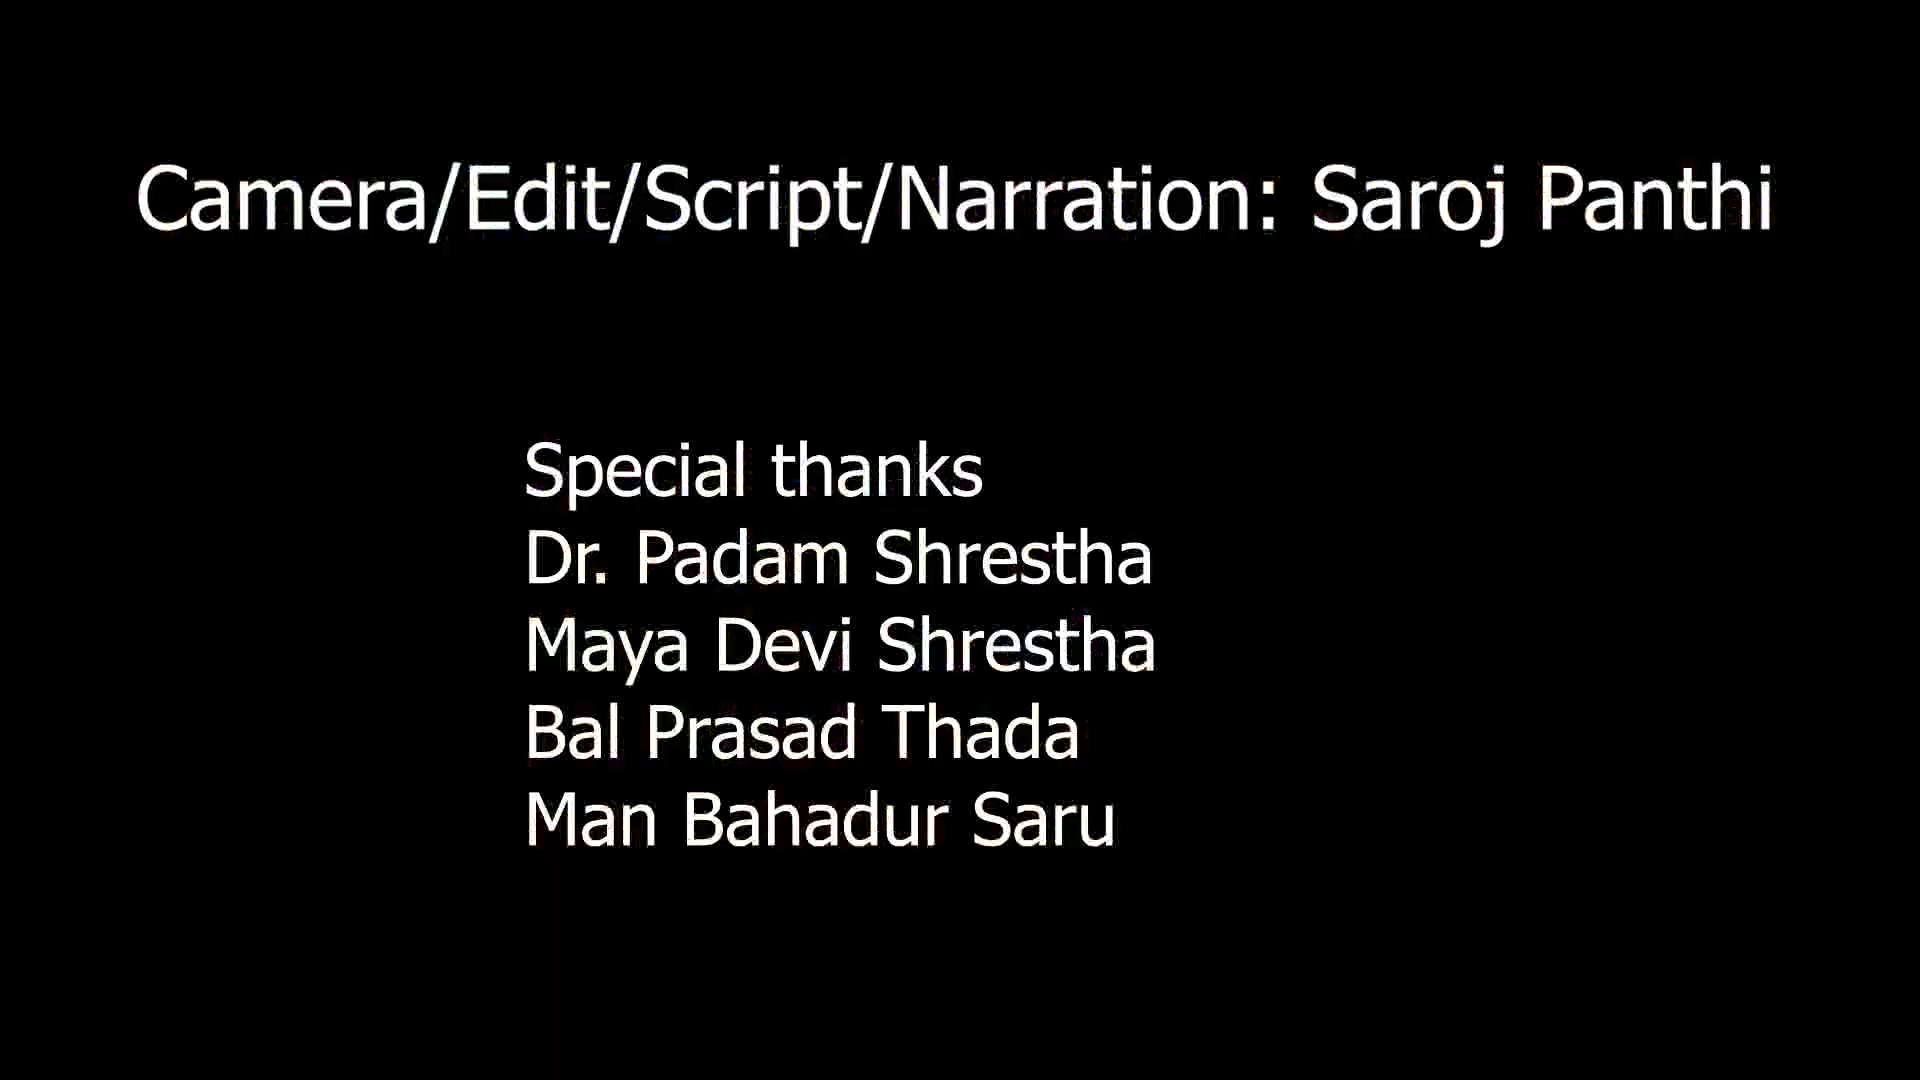 Camera/Edit/Script/Narration: Saroj Panthi
Special thanks
Dr. Padam Shrestha
Maya Devi Shrestha
Bal Prasad Thada
Man Bahadur Saru